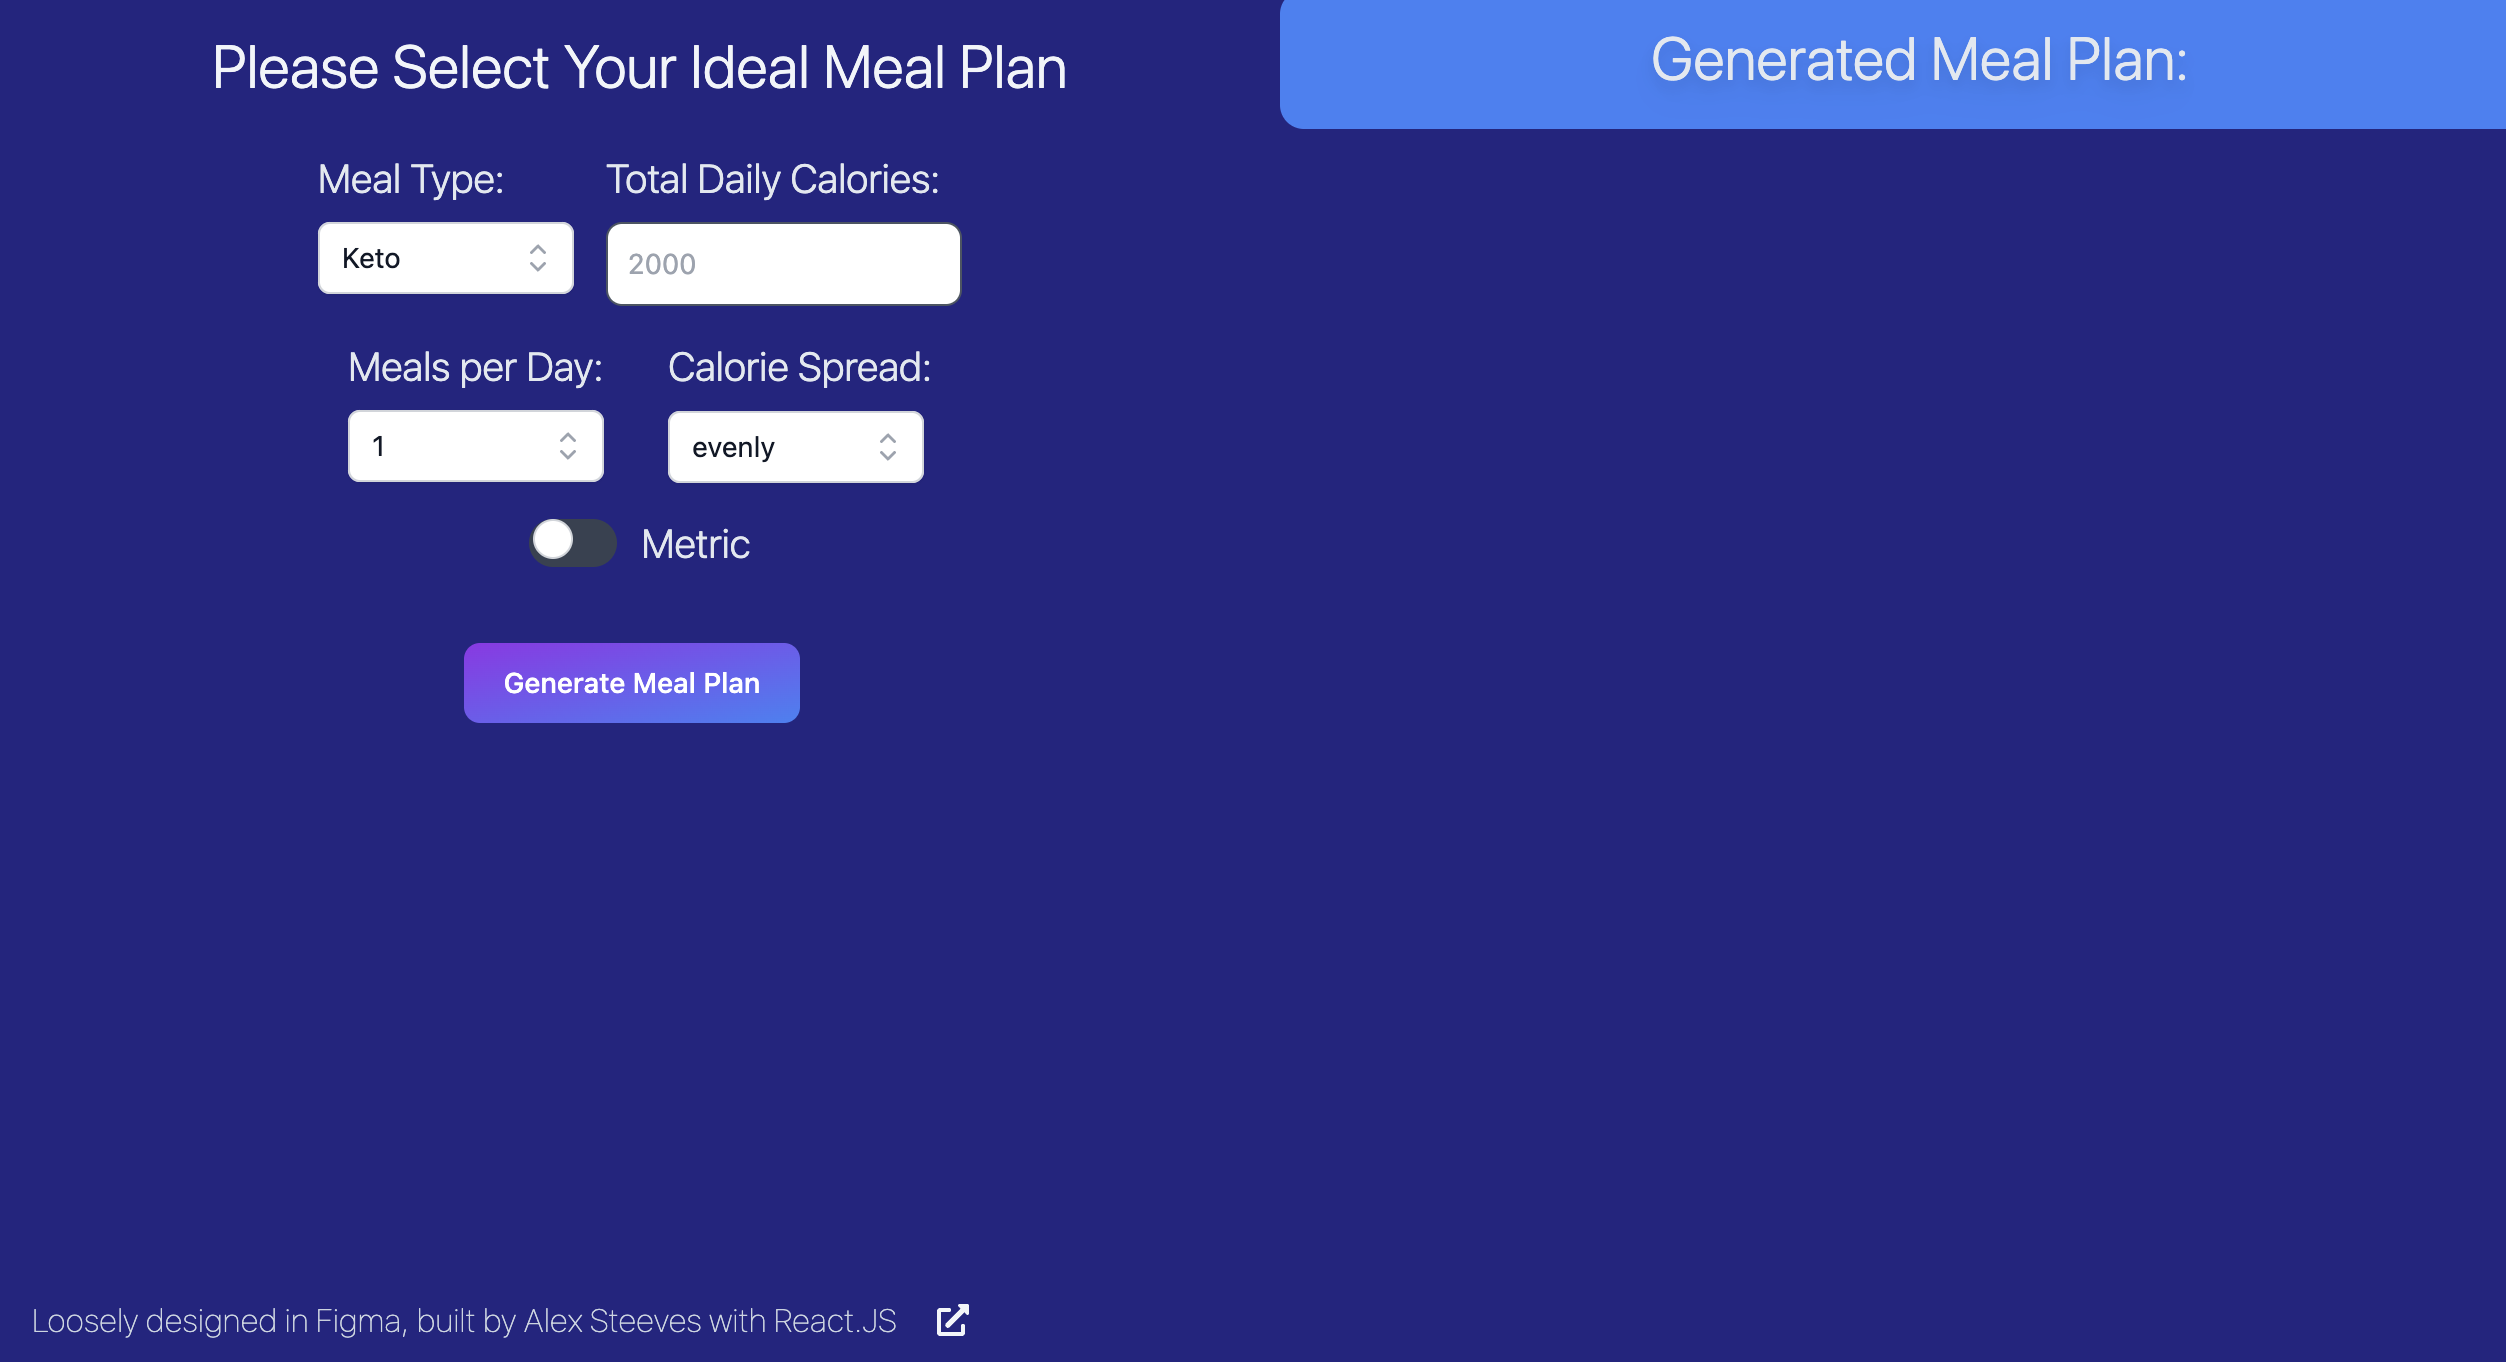 Please Select Your Ideal Meal Plan
Generated Meal Plan:
Meal Type:
Total Daily Calories:
Keto
2000
Meals per Day:
Calorie Spread:
1
evenly
Metric
Generate Meal Plan
Loosely designed in Figma, built by Alex Steeves with React.JS